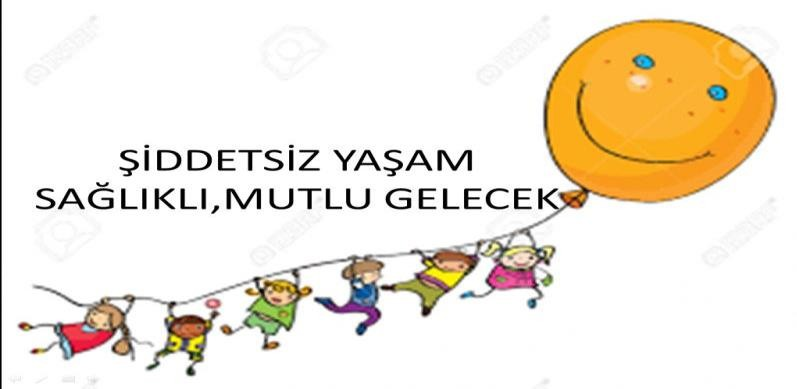 ŞİDDETSİZ YAŞAM
SAĞLIKLI,MUTLU GELECEK